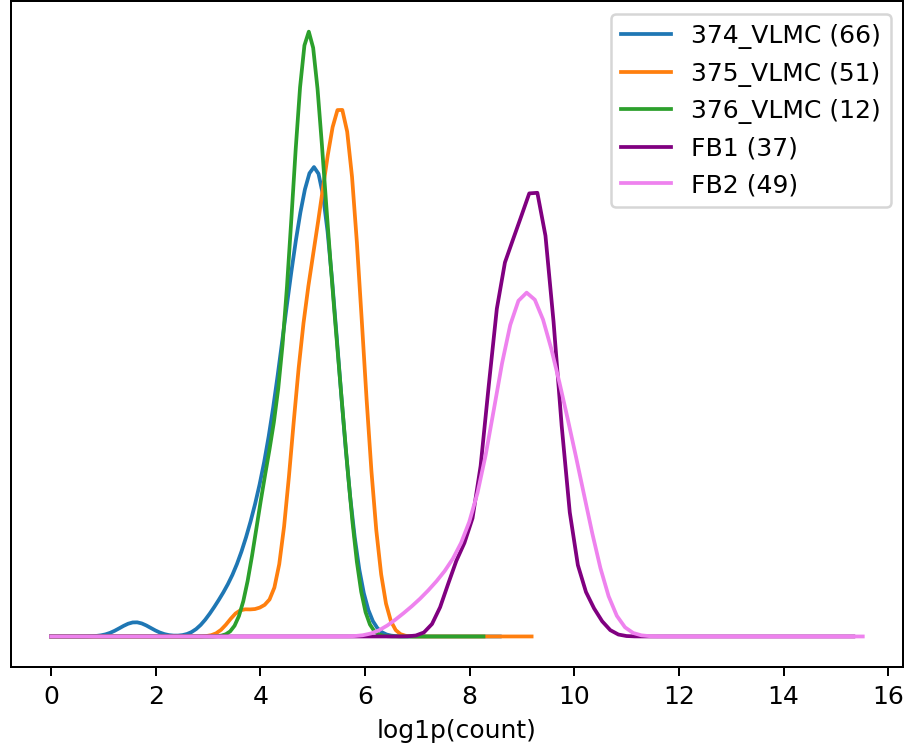 374_VLMC (66)
375_VLMC (51)
376_VLMC (12)
FB1 (37)
FB2 (49)
0 2 4 6 8 10 12 14 16
log1p(count)